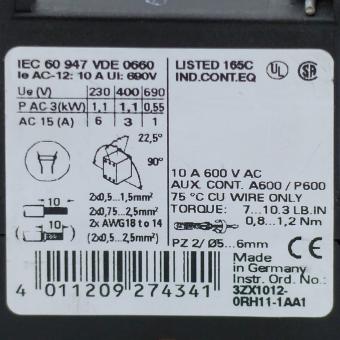 IEC 60 947 VDE 0660
Ie AC-12: 10 A UI: 690V
Ue (V) 230 400 690
P AC 3(kW) 1,1 1,1 0,55
AC 15 (A) 6 3 1
LISTED 165C
IND.CONT.EQ
UL SA
22,5°
90°
10 2x0,5...1,5mm²
2x0,75...2,5mm²
2x AWG18 to 14
10 (2x0,5...2,5mm²)
10 A 600 V AC
AUX. CONT. A600 / P600
75 °C CU WIRE ONLY
TORQUE: 7...10.3 LB.IN
0,8...1,2 Nm
PZ 2/ Ø5...6mm
CE
Made in Germany
Instr. Ord. No.:
3ZX1012-
0RH11-1AA1
4 011209 274341